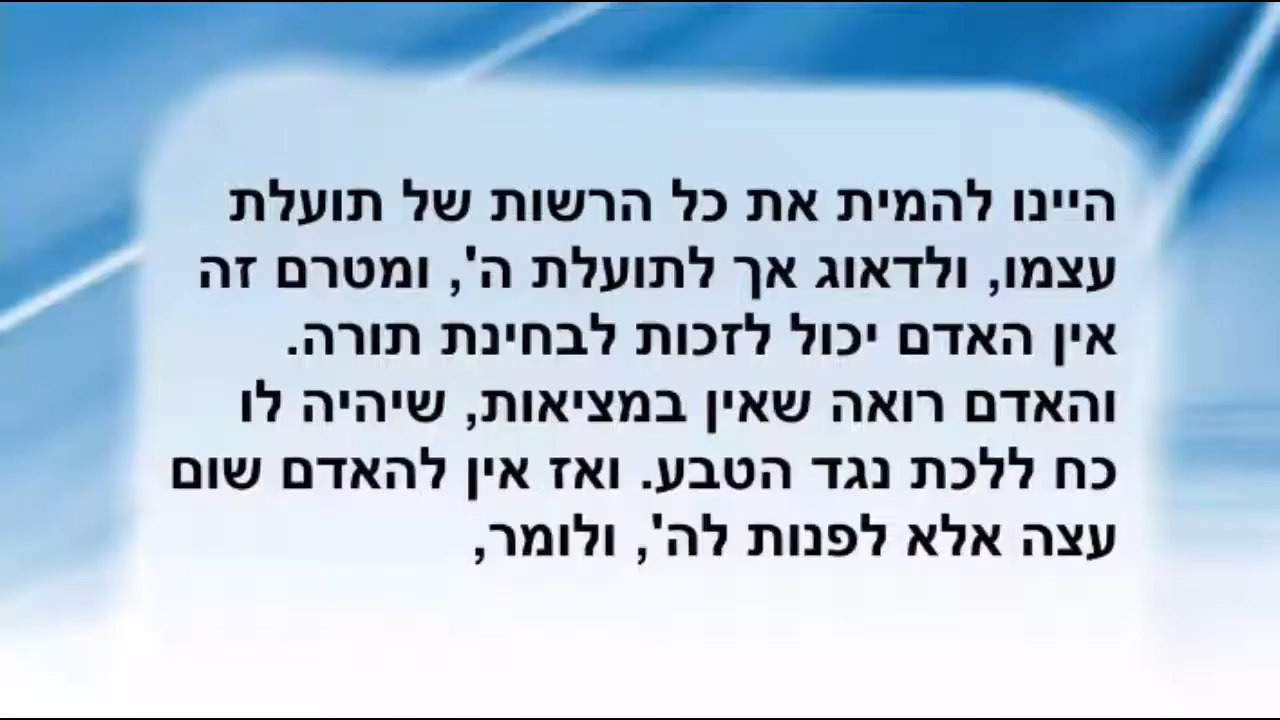 היינו להמית את כל הרשות של תועלת
עצמו, ולדאוג אך לתועלת ה', ומטרם זה
אין האדם יכול לזכות לבחינת תורה.
והאדם רואה שאין במציאות, שיהיה לו
כח ללכת נגד הטבע. ואז אין להאדם שום
עצה אלא לפנות לה', ולומר,